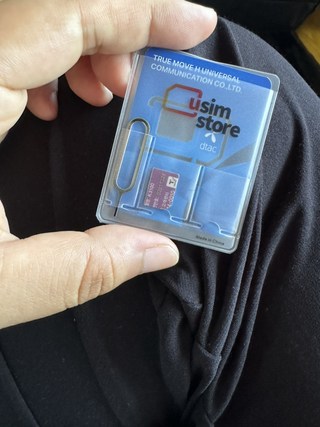 TRUE MOVE H UNIVERSAL
COMMUNICATION CO.,LTD.
usim
store
dtac
Made in China